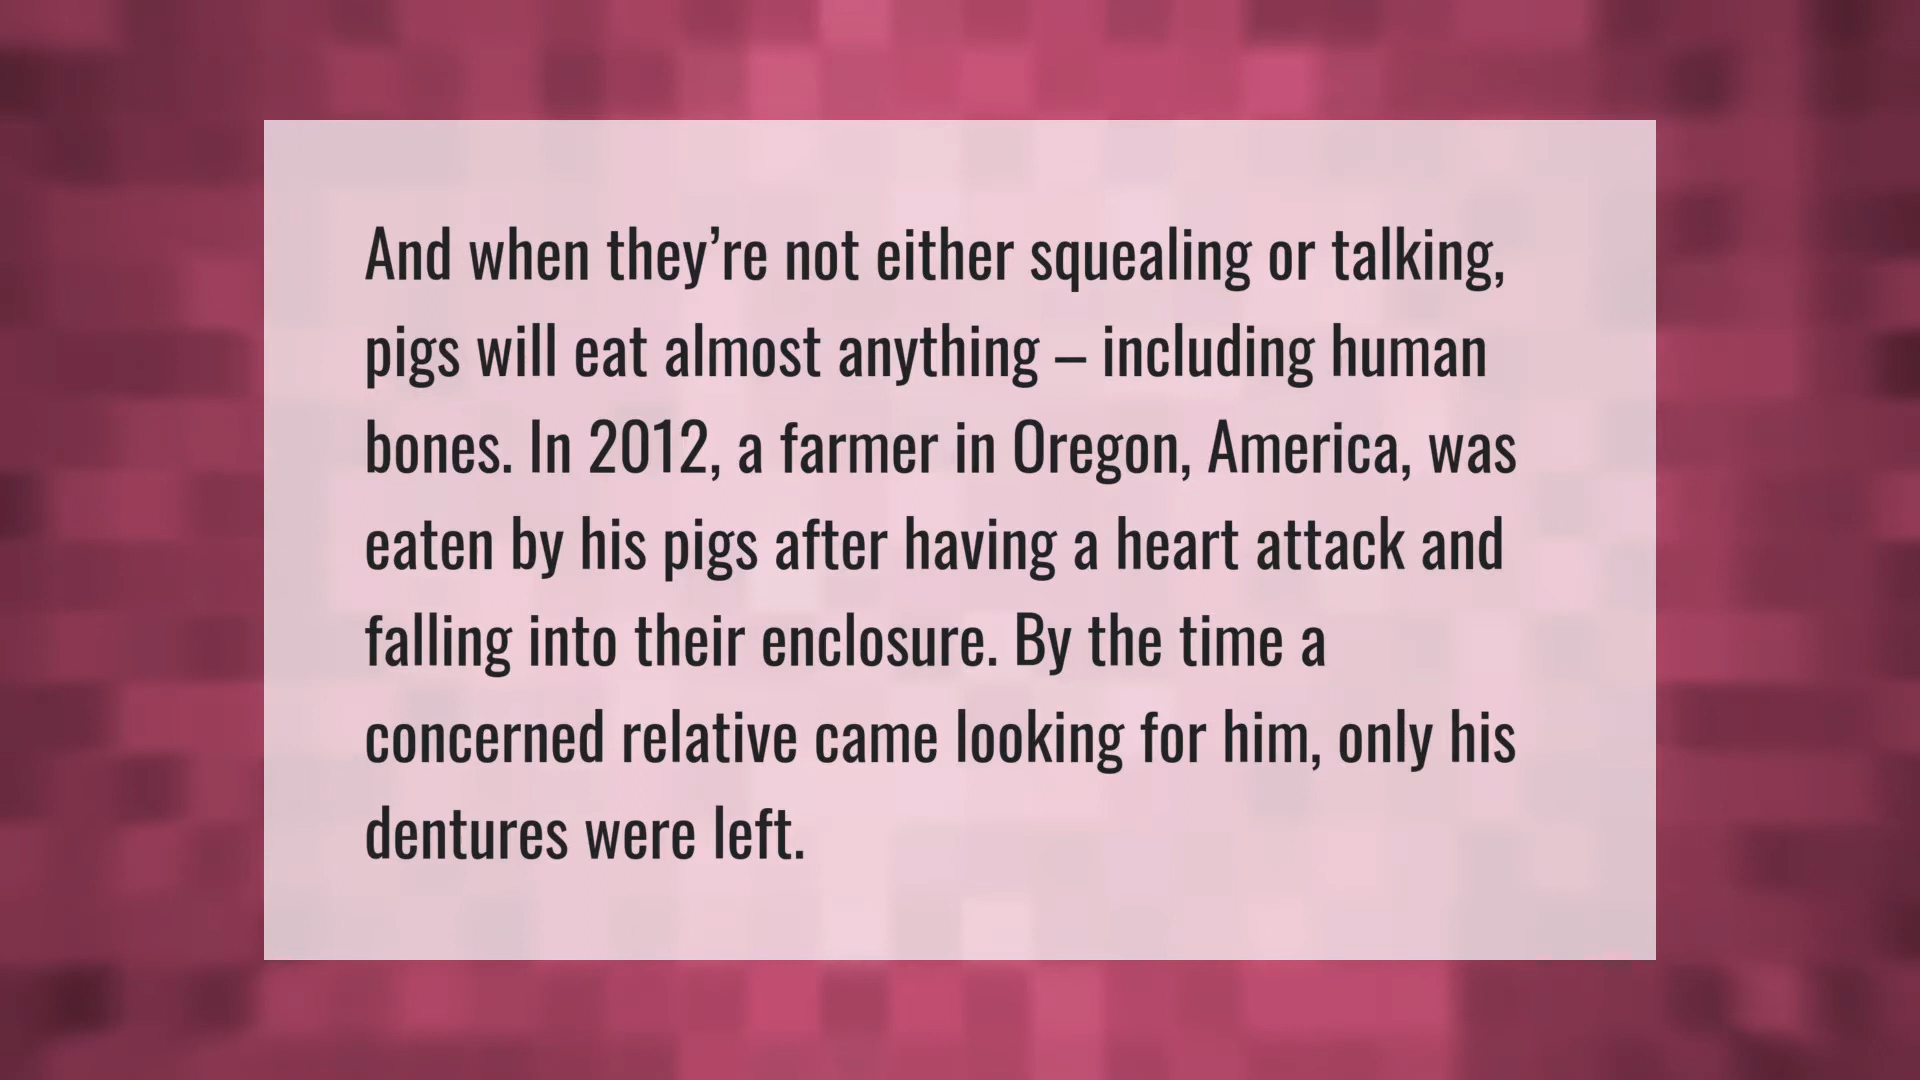 And when they’re not either squealing or talking,
pigs will eat almost anything – including human
bones. In 2012, a farmer in Oregon, America, was
eaten by his pigs after having a heart attack and
falling into their enclosure. By the time a
concerned relative came looking for him, only his
dentures were left.